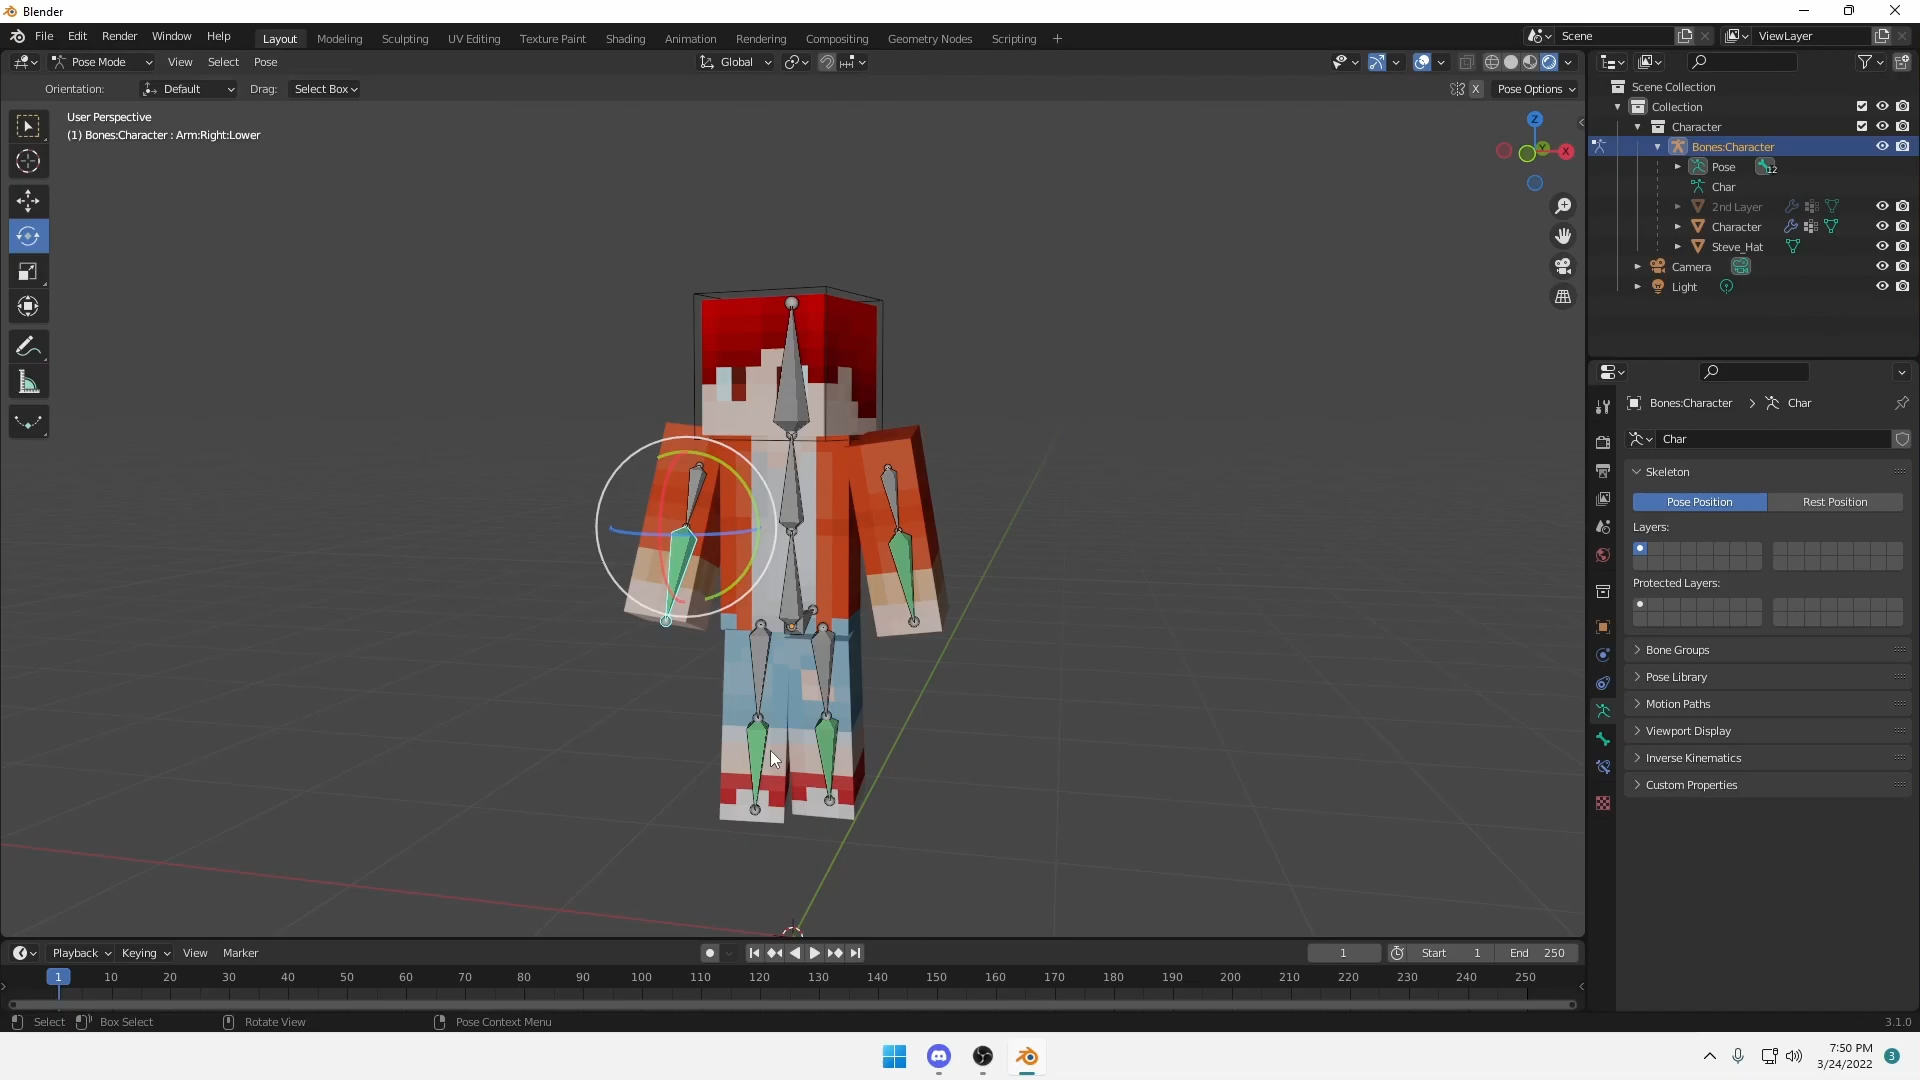 Blender
File Edit Render Window Help Layout Modeling Sculpting UV Editing Texture Paint Shading Animation Rendering Compositing Geometry Nodes Scripting + Scene ViewLayer
Pose Mode View Select Pose Global
Orientation: Default Drag: Select Box X Pose Options
User Perspective
(1) Bones:Character : Arm:Right:Lower
Z
Y
X
Scene Collection
Collection
Character
Bones:Character
Pose 12
Char
2nd Layer
Character
Steve_Hat
Camera
Light
Bones:Character > Char
Char
Skeleton
Pose Position Rest Position
Layers:
Protected Layers:
Bone Groups
Pose Library
Motion Paths
Viewport Display
Inverse Kinematics
Custom Properties
Playback Keying View Marker 1 Start 1 End 250
1 10 20 30 40 50 60 70 80 90 100 110 120 130 140 150 160 170 180 190 200 210 220 230 240 250
Select Box Select Rotate View Pose Context Menu 3.1.0
7:50 PM
3/24/2022
3